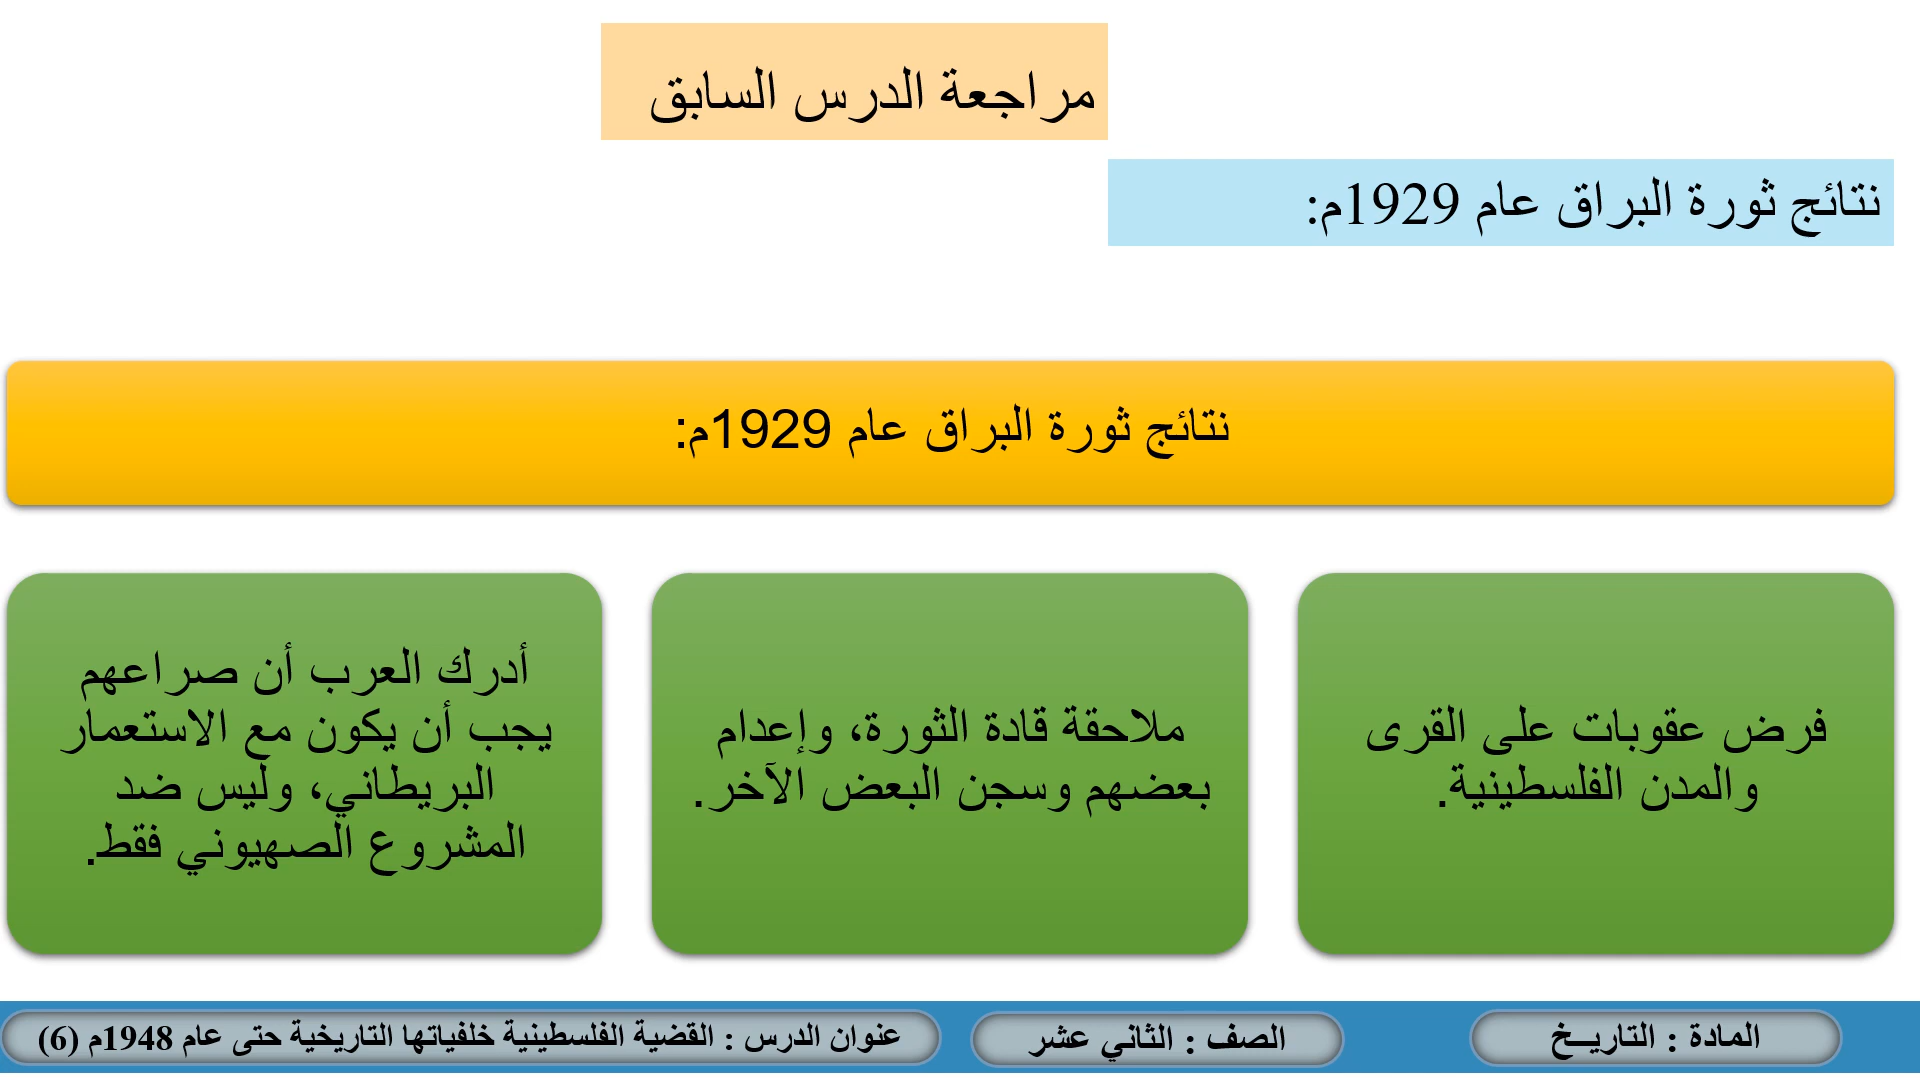 مراجعة الدرس السابق
نتائج ثورة البراق عام 1929م:
نتائج ثورة البراق عام 1929م:
فرض عقوبات على القرى
والمدن الفلسطينية.
ملاحقة قادة الثورة، وإعدام
بعضهم وسجن البعض الآخر.
أدرك العرب أن صراعهم
يجب أن يكون مع الاستعمار
البريطاني، وليس ضد
المشروع الصهيوني فقط.
المادة : التاريــخ
الصف : الثاني عشر
عنوان الدرس : القضية الفلسطينية خلفياتها التاريخية حتى عام 1948م (6)